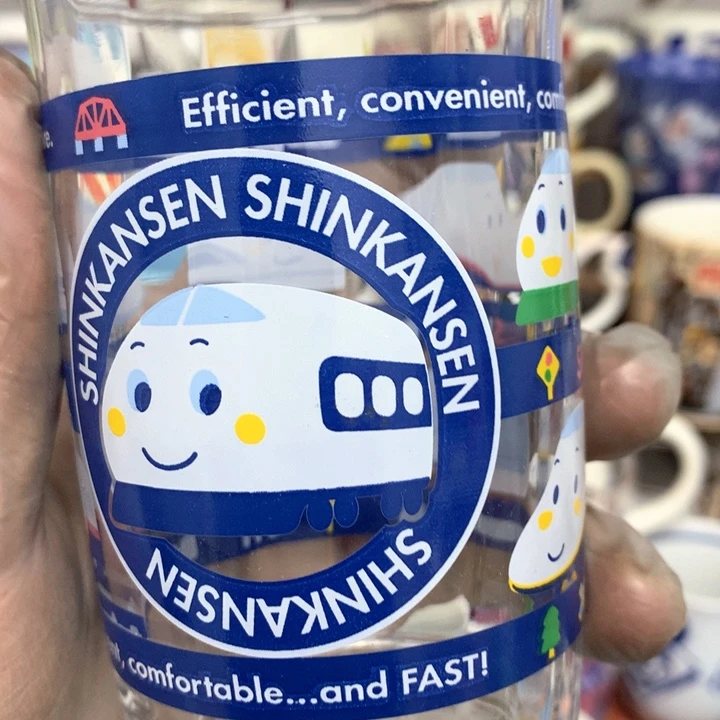 Efficient, convenient,
SHINKANSEN SHINKANSEN
SHINKANSEN
comfortable...and FAST!